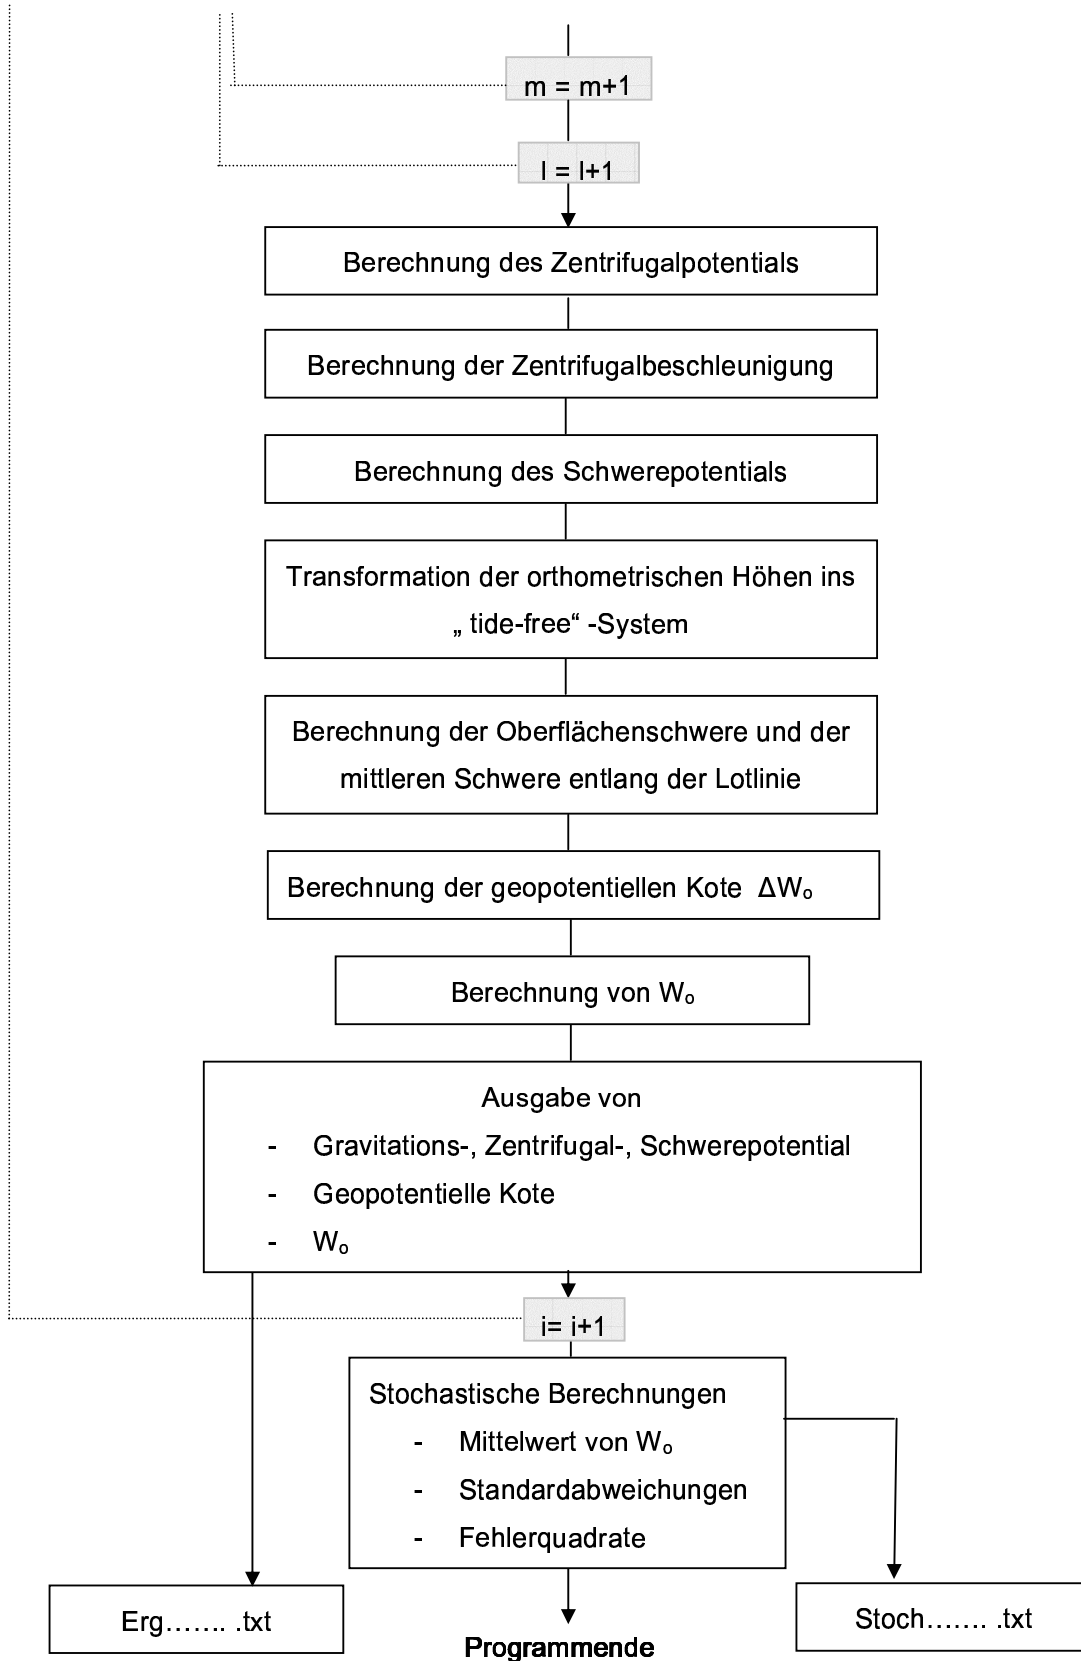 m = m+1
l = l+1
Berechnung des Zentrifugalpotentials
Berechnung der Zentrifugalbeschleunigung
Berechnung des Schwerepotentials
Transformation der orthometrischen Höhen ins
„ tide-free“ -System
Berechnung der Oberflächenschwere und der
mittleren Schwere entlang der Lotlinie
Berechnung der geopotentiellen Kote ΔWₒ
Berechnung von Wₒ
Ausgabe von
- Gravitations-, Zentrifugal-, Schwerepotential
- Geopotentielle Kote
- Wₒ
i= i+1
Stochastische Berechnungen
- Mittelwert von Wₒ
- Standardabweichungen
- Fehlerquadrate
Erg....... .txt
Stoch....... .txt
Programmende